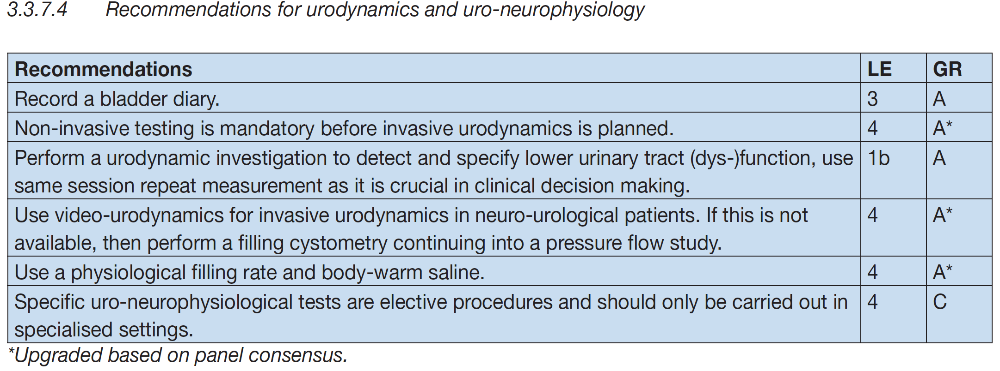 3.3.7.4 Recommendations for urodynamics and uro-neurophysiology
Recommendations LE GR
Record a bladder diary. 3 A
Non-invasive testing is mandatory before invasive urodynamics is planned. 4 A*
Perform a urodynamic investigation to detect and specify lower urinary tract (dys-)function, use 1b A
same session repeat measurement as it is crucial in clinical decision making.
Use video-urodynamics for invasive urodynamics in neuro-urological patients. If this is not 4 A*
available, then perform a filling cystometry continuing into a pressure flow study.
Use a physiological filling rate and body-warm saline. 4 A*
Specific uro-neurophysiological tests are elective procedures and should only be carried out in 4 C
specialised settings.
*Upgraded based on panel consensus.